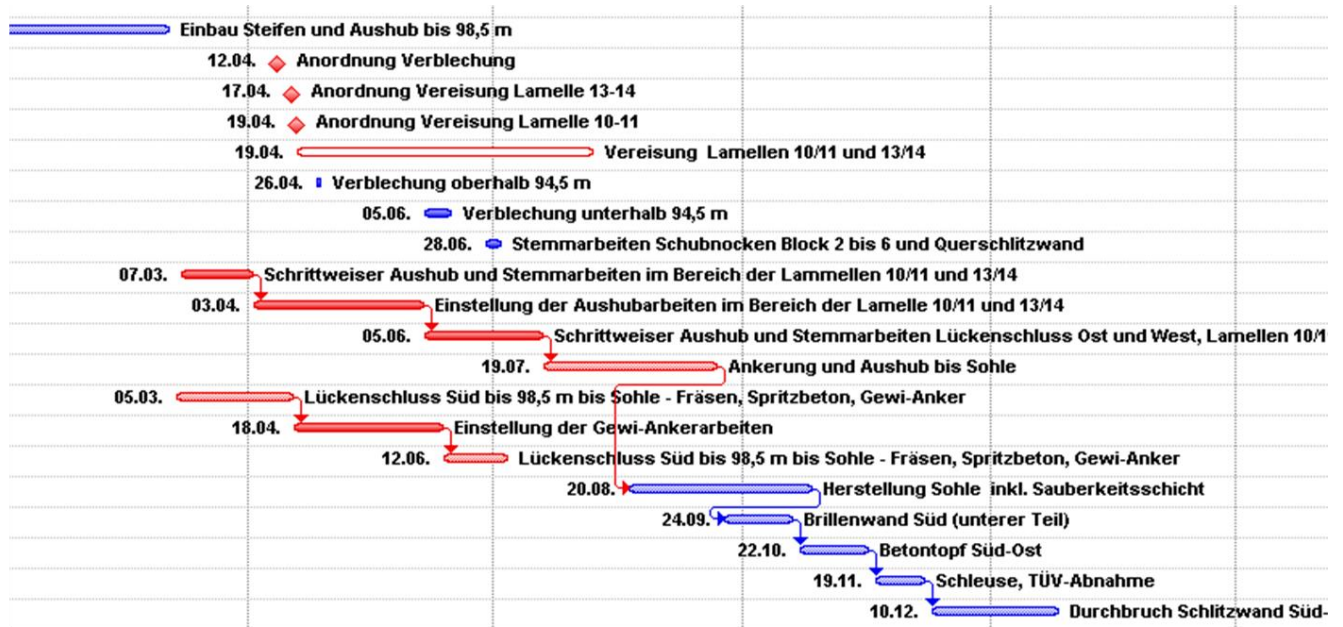 Einbau Steifen und Aushub bis 98,5 m
12.04. Anordnung Verblechung
17.04. Anordnung Vereisung Lamelle 13-14
19.04. Anordnung Vereisung Lamelle 10-11
19.04. Vereisung Lamellen 10/11 und 13/14
26.04. Verblechung oberhalb 94,5 m
05.06. Verblechung unterhalb 94,5 m
28.06. Stemmarbeiten Schubnocken Block 2 bis 6 und Querschlitzwand
07.03. Schrittweiser Aushub und Stemmarbeiten im Bereich der Lammellen 10/11 und 13/14
03.04. Einstellung der Aushubarbeiten im Bereich der Lamelle 10/11 und 13/14
05.06. Schrittweiser Aushub und Stemmarbeiten Lückenschluss Ost und West, Lamellen 10/1
19.07. Ankerung und Aushub bis Sohle
05.03. Lückenschluss Süd bis 98,5 m bis Sohle - Fräsen, Spritzbeton, Gewi-Anker
18.04. Einstellung der Gewi-Ankerarbeiten
12.06. Lückenschluss Süd bis 98,5 m bis Sohle - Fräsen, Spritzbeton, Gewi-Anker
20.08. Herstellung Sohle inkl. Sauberkeitsschicht
24.09. Brillenwand Süd (unterer Teil)
22.10. Betontopf Süd-Ost
19.11. Schleuse, TÜV-Abnahme
10.12. Durchbruch Schlitzwand Süd-